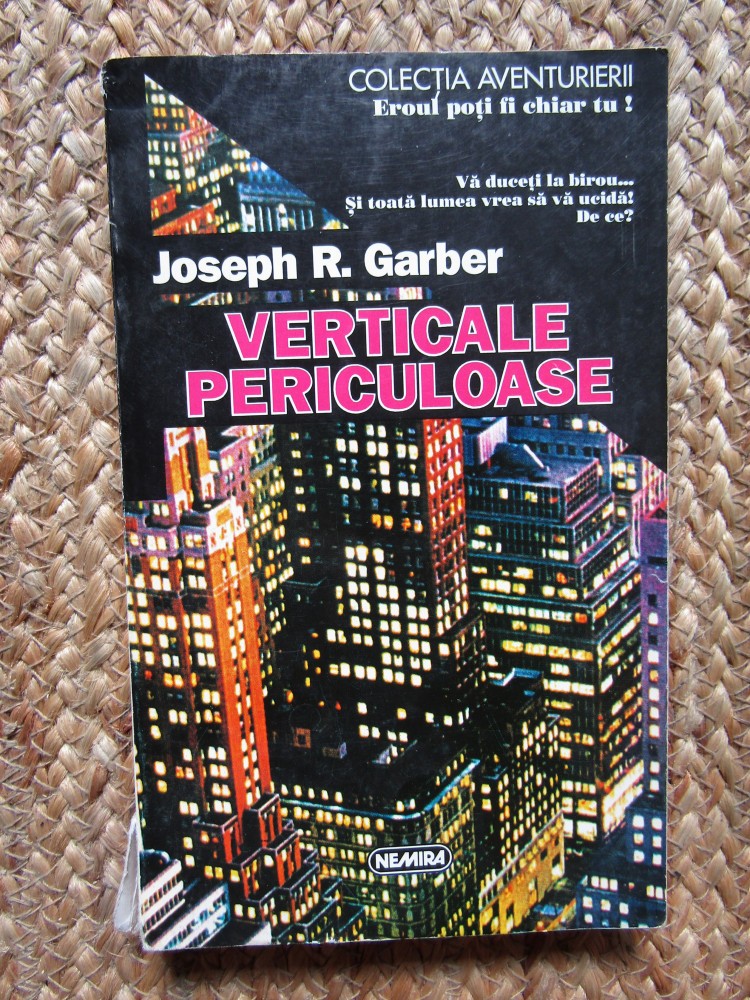 COLECȚIA AVENTURIERII
Eroul poți fi chiar tu !
Vă duceți la birou...
Și toată lumea vrea să vă ucidă!
De ce?
Joseph R. Garber
VERTICALE
PERICULOASE
NEMIRA